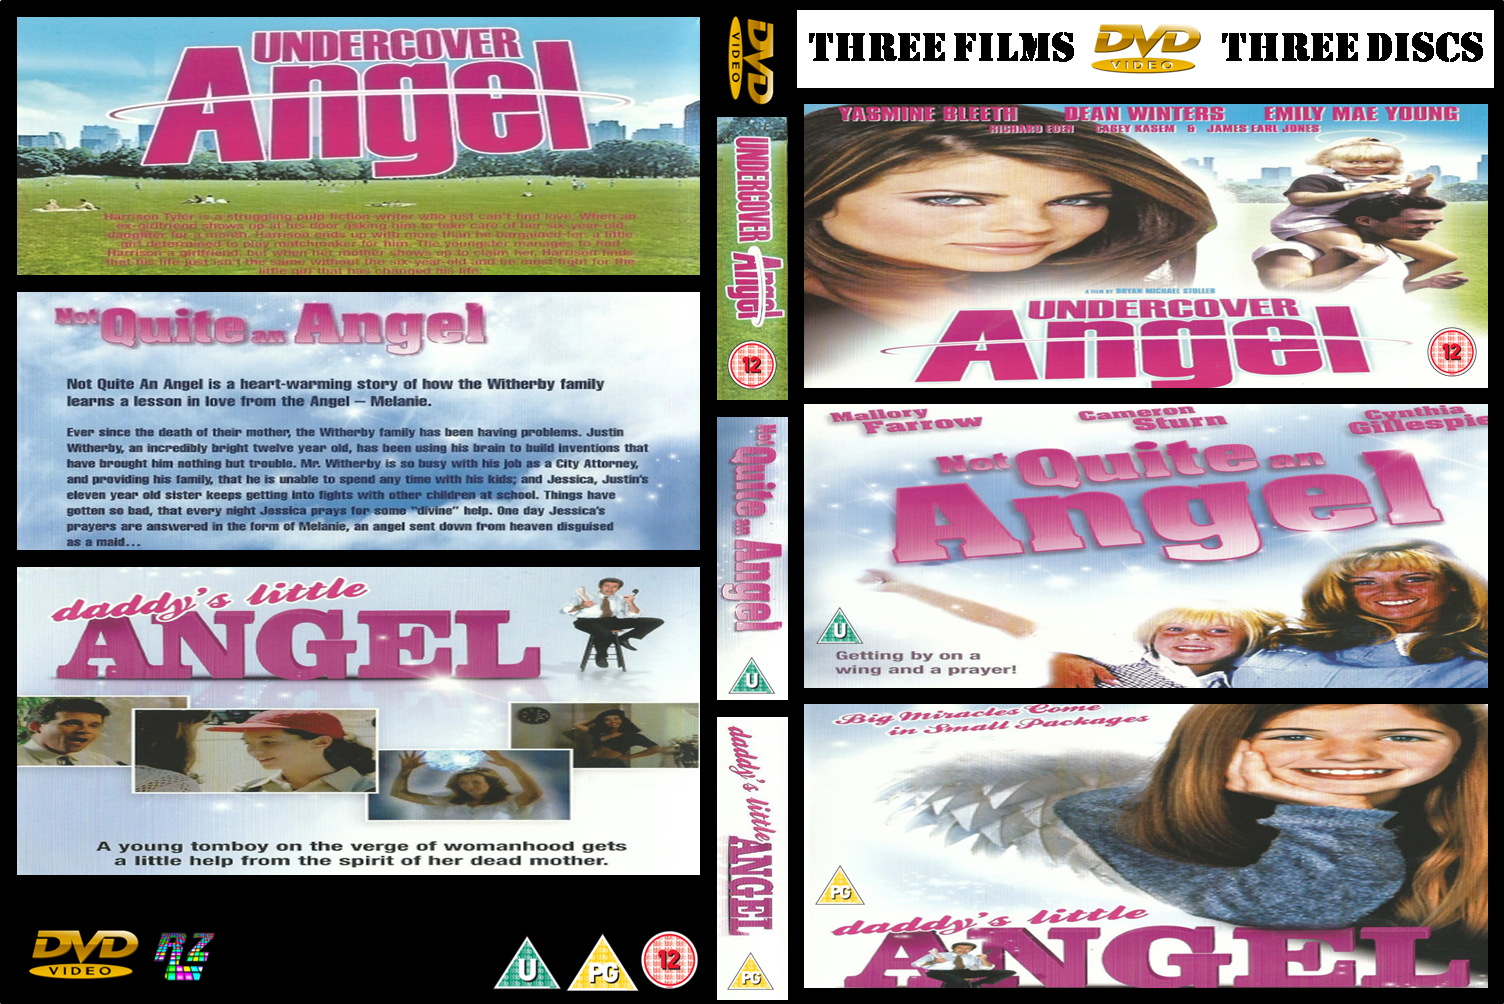 UNDERCOVER
Angel
Harrison Tyler is a struggling pulp fiction writer who just can't find love. When an
ex-girlfriend shows up at his door asking him to take care of her six-year-old
daughter for a month, Harrison ends up with more than he bargained for, a little
girl determined to play matchmaker for him. The youngster manages to find
Harrison a girlfriend, but when her mother shows up to claim her, Harrison finds
that his life just isn't the same without the six-year-old and he must fight for the
little girl that has changed his life.
Not Quite an Angel
Not Quite An Angel is a heart-warming story of how the Witherby family
learns a lesson in love from the Angel – Melanie.
Ever since the death of their mother, the Witherby family has been having problems. Justin
Witherby, an incredibly bright twelve year old, has been using his brain to build inventions that
have brought him nothing but trouble. Mr. Witherby is so busy with his job as a City Attorney,
and providing his family, that he is unable to spend any time with his kids; and Jessica, Justin's
eleven year old sister keeps getting into fights with other children at school. Things have
gotten so bad, that every night Jessica prays for some "divine" help. One day Jessica's
prayers are answered in the form of Melanie, an angel sent down from heaven disguised
as a maid...
daddy's little
ANGEL
A young tomboy on the verge of womanhood gets
a little help from the spirit of her dead mother.
DVD
VIDEO
U
PG
12
DVD
VIDEO
UNDERCOVER
Angel
12
Not Quite an Angel
U
daddy's little
ANGEL
PG
THREE FILMS DVD THREE DISCS
VIDEO
YASMINE BLEETH DEAN WINTERS EMILY MAE YOUNG
RICHARD EDEN CASEY KASEM & JAMES EARL JONES
A FILM BY BRYAN MICHAEL STOLLER
UNDERCOVER
Angel
12
Mallory Farrow
Cameron Sturn
Cynthia Gillespie
Not Quite an
Angel
U
Getting by on a
wing and a prayer!
Big Miracles Come
in Small Packages
PG
daddy's little
ANGEL